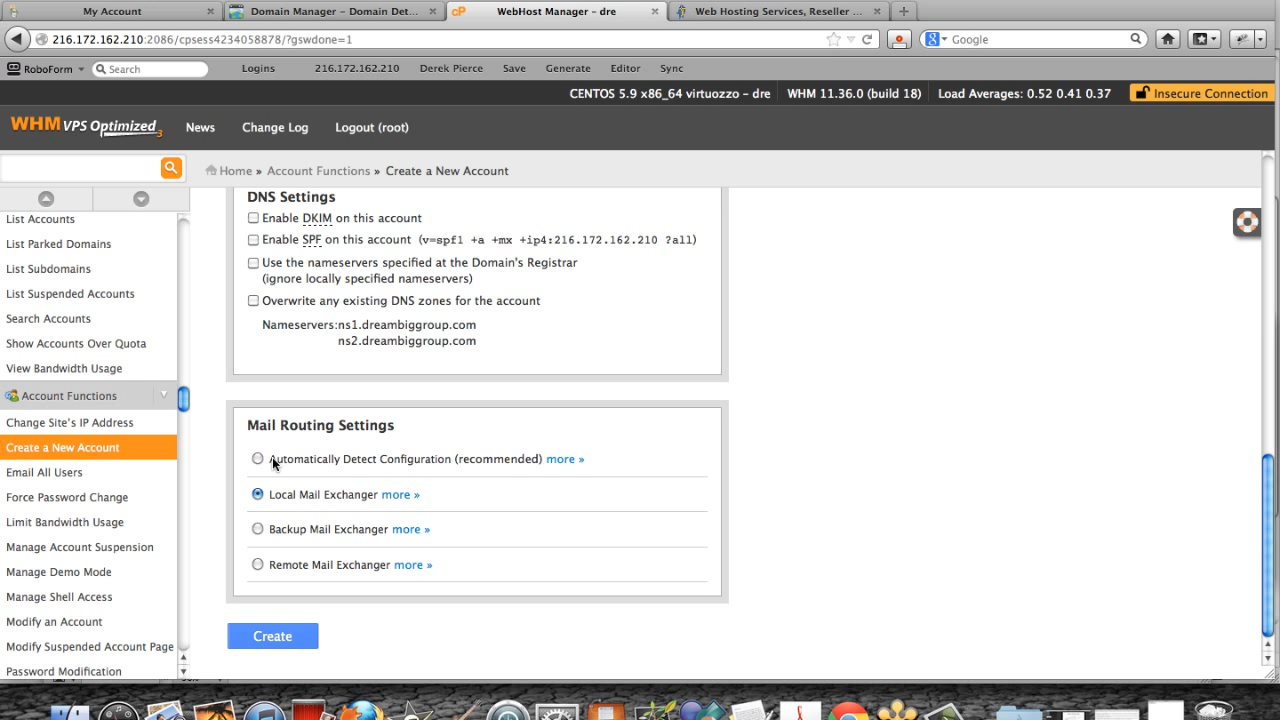 My Account
Domain Manager – Domain Det...
WebHost Manager – dre
Web Hosting Services, Reseller ...
216.172.162.210:2086/cpsess4234058878/?gswdone=1
Google
RoboForm
Search
Logins
216.172.162.210
Derek Pierce
Save
Generate
Editor
Sync
CENTOS 5.9 x86_64 virtuozzo – dre
WHM 11.36.0 (build 18)
Load Averages: 0.52 0.41 0.37
Insecure Connection
WHM VPS Optimized3
News
Change Log
Logout (root)
Home » Account Functions » Create a New Account
List Accounts
List Parked Domains
List Subdomains
List Suspended Accounts
Search Accounts
Show Accounts Over Quota
View Bandwidth Usage
Account Functions
Change Site's IP Address
Create a New Account
Email All Users
Force Password Change
Limit Bandwidth Usage
Manage Account Suspension
Manage Demo Mode
Manage Shell Access
Modify an Account
Modify Suspended Account Page
Password Modification
DNS Settings
Enable DKIM on this account
Enable SPF on this account (v=spf1 +a +mx +ip4:216.172.162.210 ?all)
Use the nameservers specified at the Domain's Registrar
(ignore locally specified nameservers)
Overwrite any existing DNS zones for the account
Nameservers:ns1.dreambiggroup.com
ns2.dreambiggroup.com
Mail Routing Settings
Automatically Detect Configuration (recommended) more »
Local Mail Exchanger more »
Backup Mail Exchanger more »
Remote Mail Exchanger more »
Create